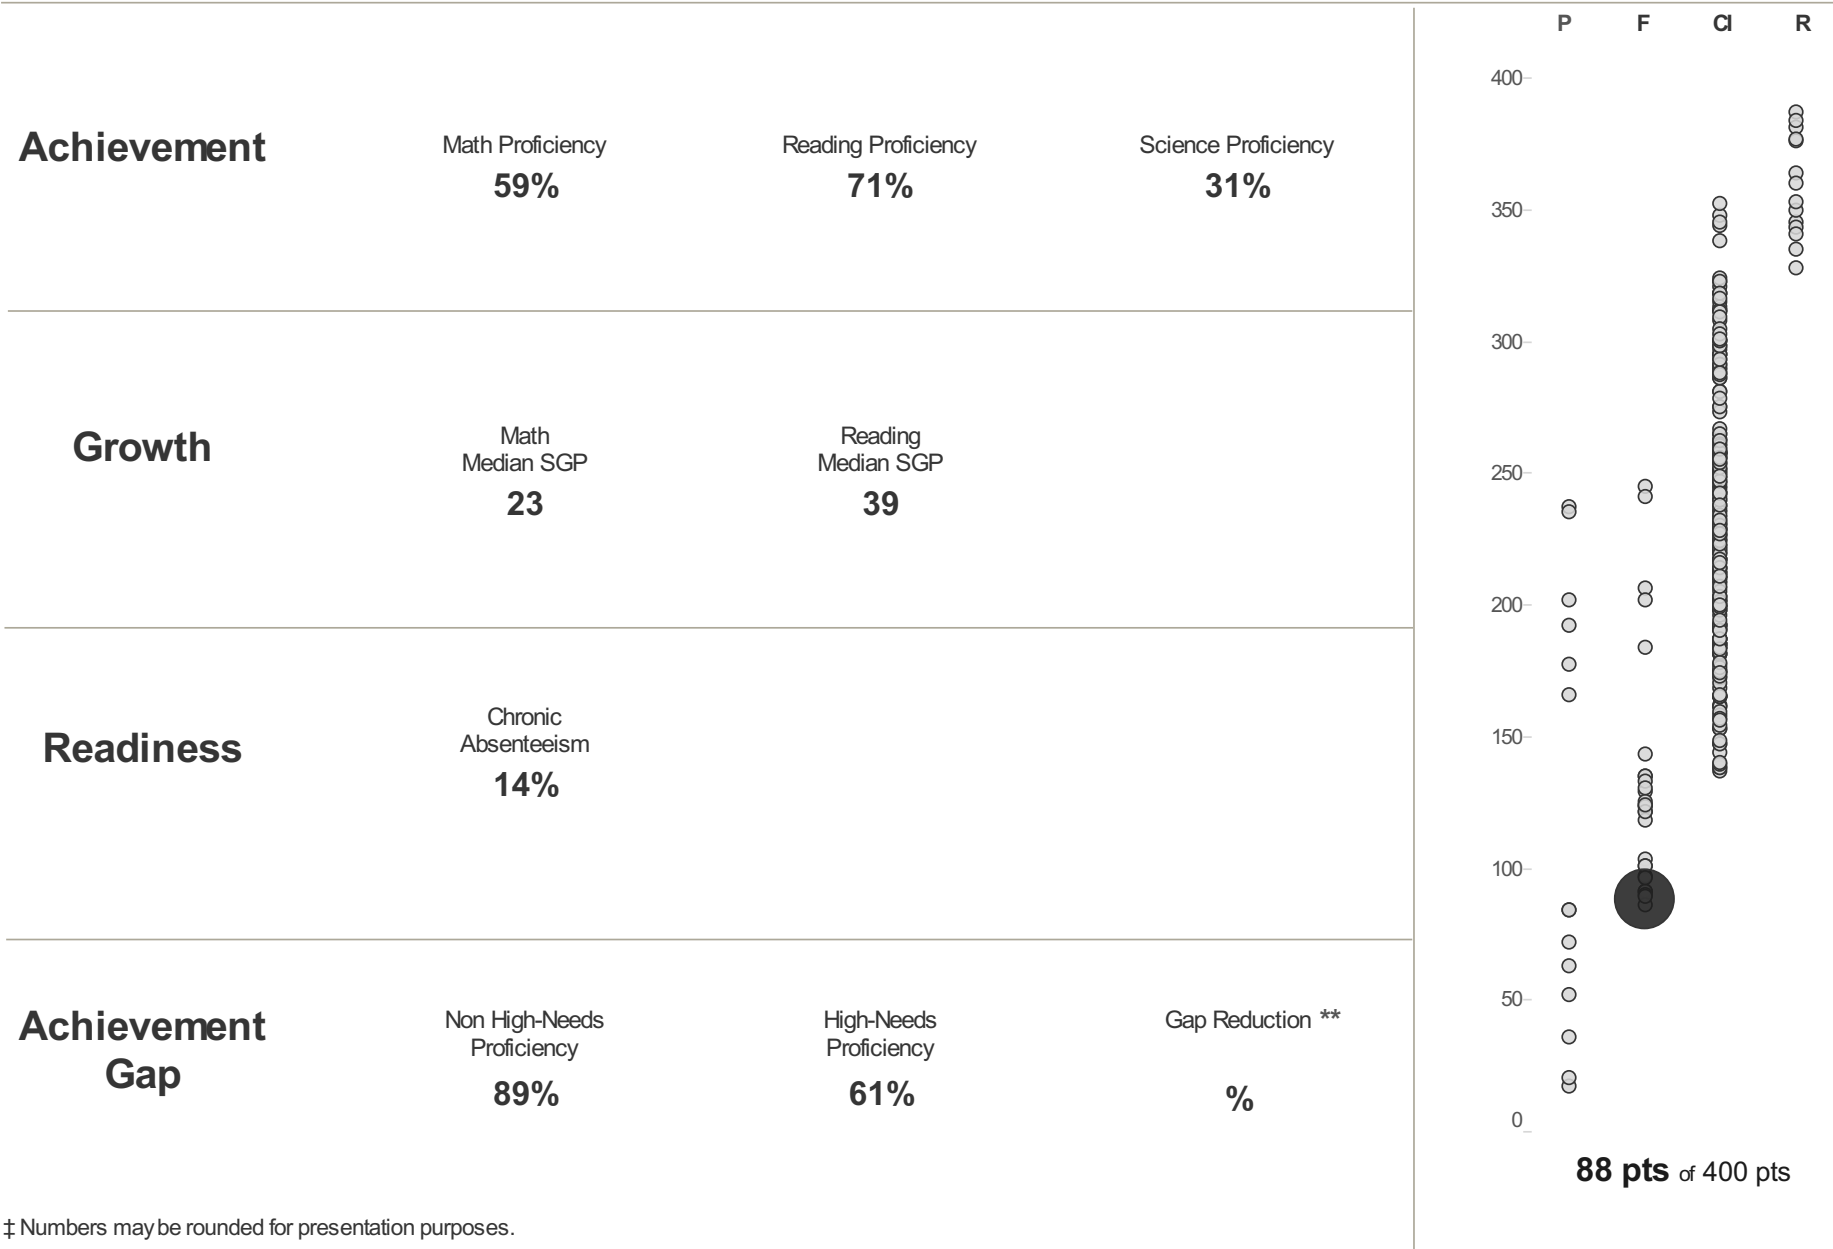 Achievement
Math Proficiency
59%
Reading Proficiency
71%
Science Proficiency
31%
Growth
Math
Median SGP
23
Reading
Median SGP
39
Readiness
Chronic
Absenteeism
14%
Achievement
Gap
Non High-Needs
Proficiency
89%
High-Needs
Proficiency
61%
Gap Reduction **
%
P F CI R
400
350
300
250
200
150
100
50
0
88 pts of 400 pts
‡ Numbers may be rounded for presentation purposes.